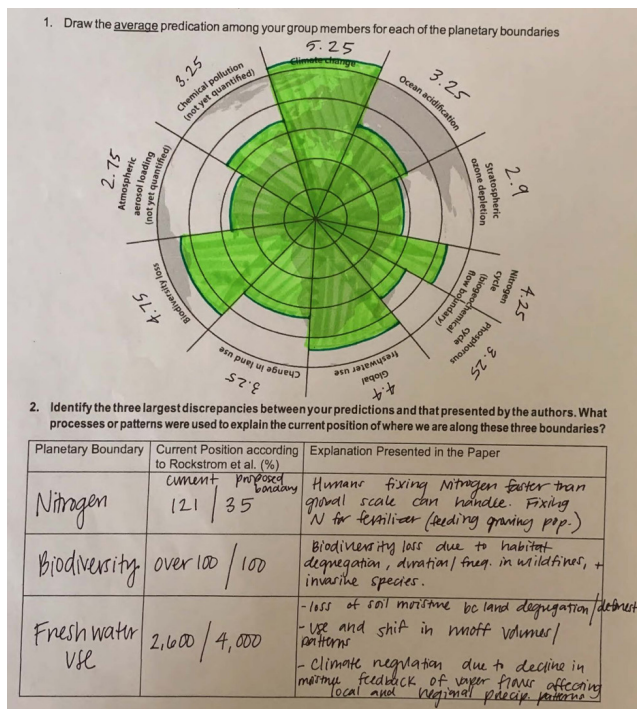 1. Draw the average predication among your group members for each of the planetary boundaries
5.25
Climate change
3.25
Ocean acidification
2.9
Stratospheric
ozone depletion
4.25
Nitrogen
cycle
(biogeochemical
flow boundary)
Phosphorous
cycle
3.25
Global
freshwater use
4.4
Change in land use
3.25
Biodiversity loss
4.75
2.75
Atmospheric
aerosol loading
(not yet quantified)
3.25
Chemical pollution
(not yet quantified)
2. Identify the three largest discrepancies between your predictions and that presented by the authors. What
processes or patterns were used to explain the current position of where we are along these three boundaries?
Planetary Boundary
Current Position according
to Rockstrom et al. (%)
Explanation Presented in the Paper
Nitrogen
current proposed
bondary
121 / 35
Humans fixing Nitrogen faster than
gloval scale can handle. Fixing
N for fertilizer (feeding growing pop.)
Biodiversity
over 100 / 100
Biodiversity loss due to habitat
degregation, duration/freq. in wildfires, +
invasive species.
Fresh water
use
2,600 / 4,000
- loss of soil moisture bc land degregation/deforest
- use and shift in runoff volumes/
patterns
- Climate regulation due to decline in
moisture feedback of vaper flows affecting
local and regional precip. patterns